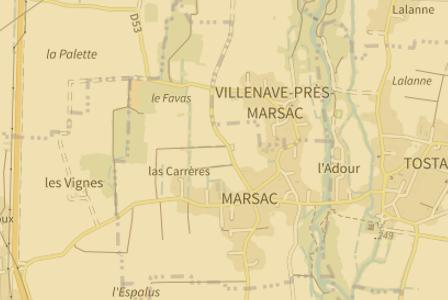 Lalanne
D53
la Palette
Lalanne
VILLENAVE-PRÈS-
MARSAC
le Favas
las Carrères
l'Adour
TOSTA
les Vignes
MARSAC
oux
249
l'Espalus